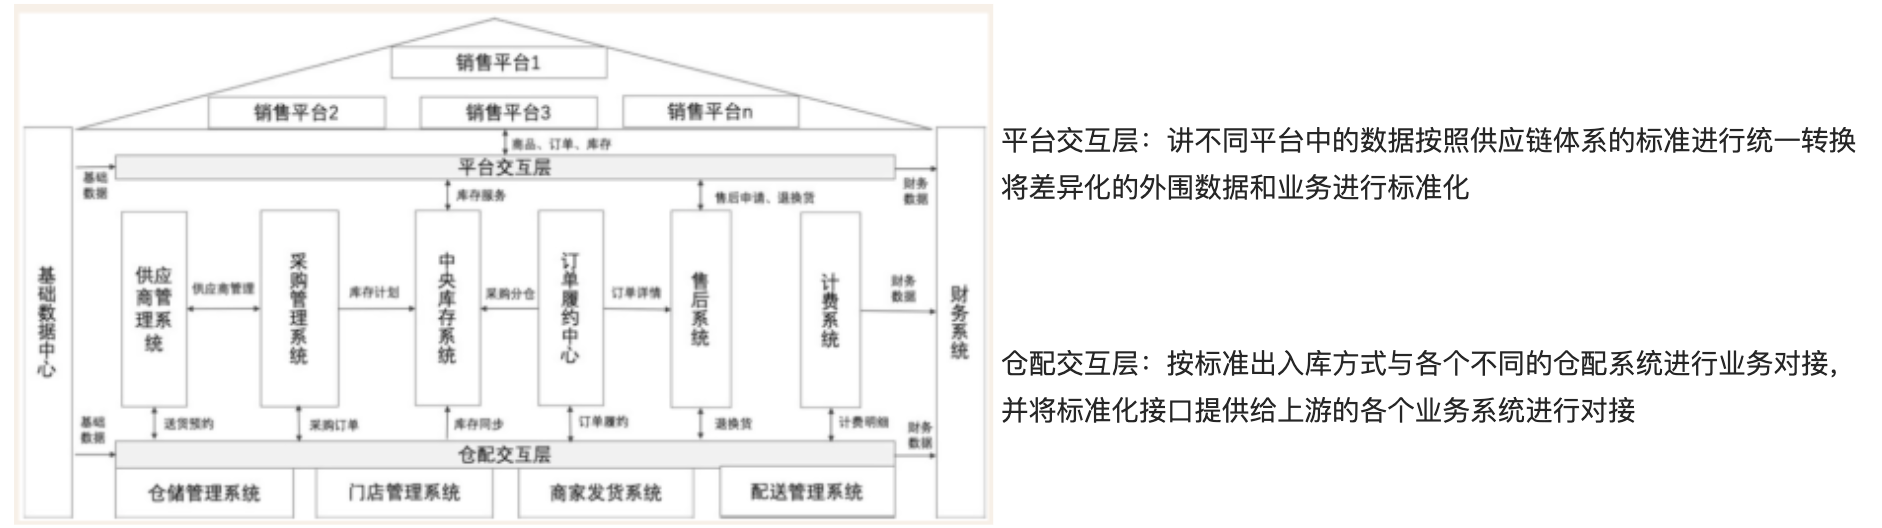 销售平台1
销售平台2
销售平台3
销售平台n
商品、订单、库存
平台交互层
基础
数据
库存服务
售后申请、退换货
财务
数据
基础数据中心
供应
商管
理系
统
供应商管理
采购管理系统
库存计划
中央库存系统
采购分仓
订单履约中心
订单详情
售后系统
计费系统
财务
数据
财务系统
基础
数据
送货预约
采购订单
库存同步
订单履约
退换货
计费明细
财务
数据
仓配交互层
仓储管理系统
门店管理系统
商家发货系统
配送管理系统
平台交互层：讲不同平台中的数据按照供应链体系的标准进行统一转换
将差异化的外围数据和业务进行标准化
仓配交互层：按标准出入库方式与各个不同的仓配系统进行业务对接，
并将标准化接口提供给上游的各个业务系统进行对接